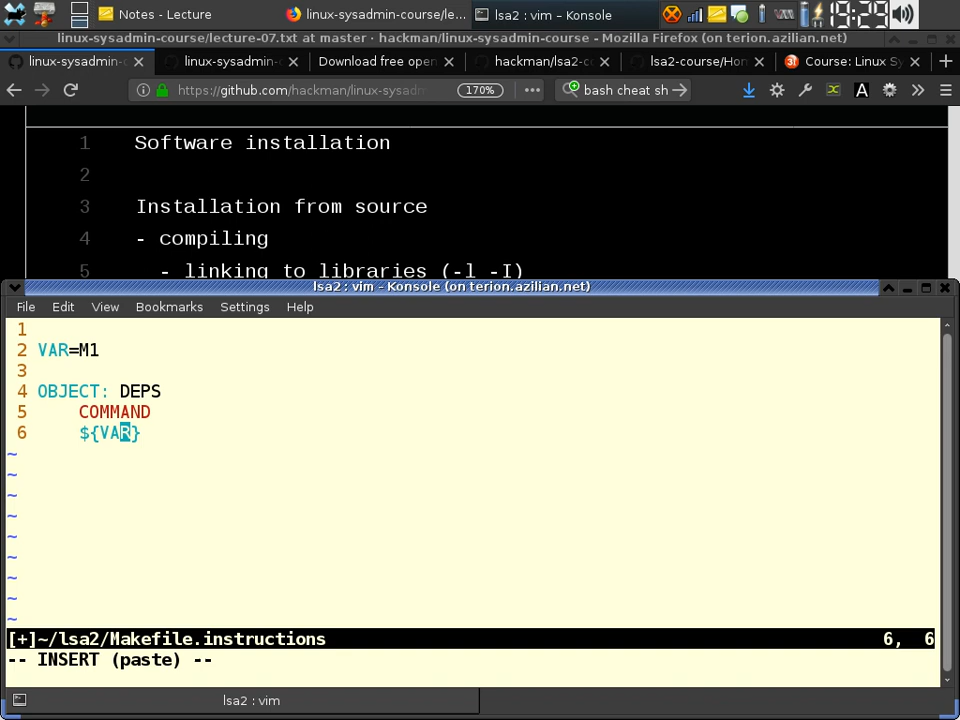 Notes - Lecture
linux-sysadmin-course/le...
lsa2 : vim – Konsole
19:29
linux-sysadmin-course/lecture-07.txt at master · hackman/linux-sysadmin-course - Mozilla Firefox (on terion.azilian.net)
linux-sysadmin-
linux-sysadmin-
Download free open
hackman/lsa2-c
lsa2-course/Hon
Course: Linux Sy
https://github.com/hackman/linux-sysadm
170%
bash cheat sh
A
1 Software installation
2
3 Installation from source
4 - compiling
5 - linking to libraries (-l -I)
lsa2 : vim – Konsole (on terion.azilian.net)
File Edit View Bookmarks Settings Help
1
2 VAR=M1
3
4 OBJECT: DEPS
5 COMMAND
6 ${VAR}
~
~
~
~
~
~
~
~
~
[+]~/lsa2/Makefile.instructions 6, 6
-- INSERT (paste) --
lsa2 : vim